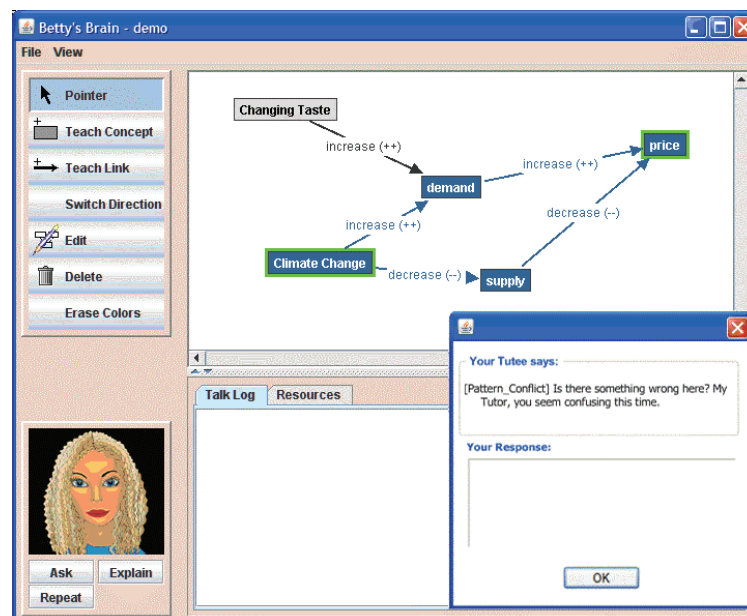 Betty's Brain - demo
File View
Pointer
Teach Concept
Teach Link
Switch Direction
Edit
Delete
Erase Colors
Changing Taste
increase (++)
demand
increase (++)
price
increase (++)
decrease (--)
Climate Change
decrease (--)
supply
Talk Log
Resources
Your Tutee says:
[Pattern_Conflict] Is there something wrong here? My
Tutor, you seem confusing this time.
Your Response:
OK
Ask
Explain
Repeat